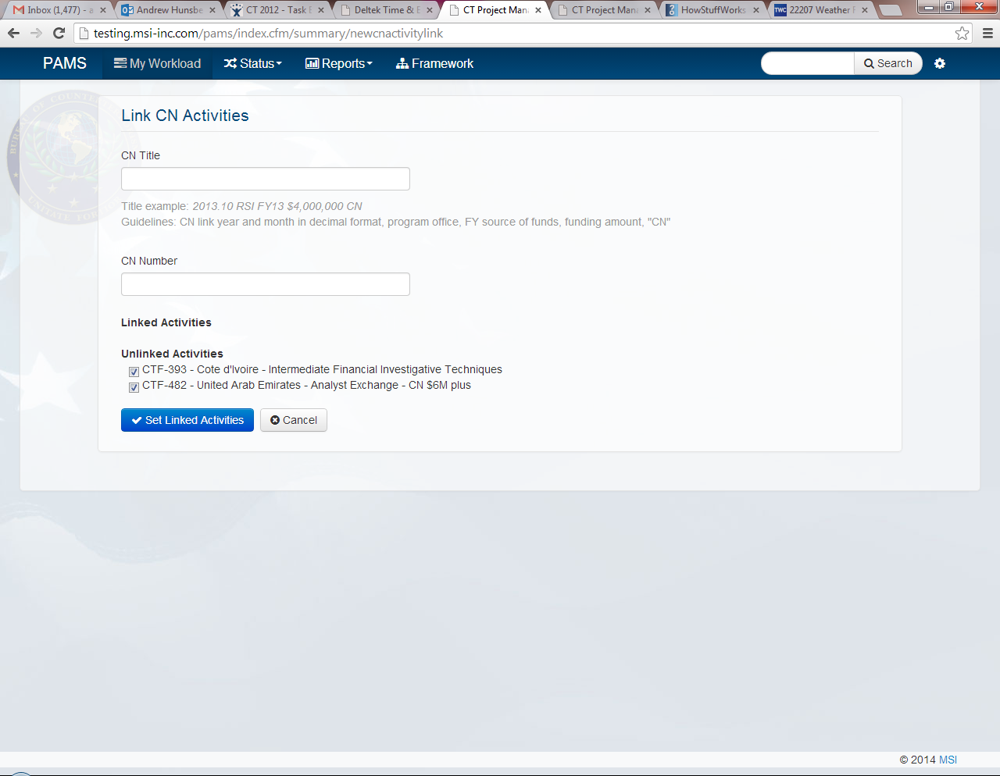 Inbox (1,477) - a
Andrew Hunsbe
CT 2012 - Task
Deltek Time & E
CT Project Man
CT Project Man
HowStuffWorks
TWC 22207 Weather
testing.msi-inc.com/pams/index.cfm/summary/newcnactivitylink
PAMS My Workload Status Reports Framework Search
Link CN Activities
CN Title
Title example: 2013.10 RSI FY13 $4,000,000 CN
Guidelines: CN link year and month in decimal format, program office, FY source of funds, funding amount, "CN"
CN Number
Linked Activities
Unlinked Activities
CTF-393 - Cote d'Ivoire - Intermediate Financial Investigative Techniques
CTF-482 - United Arab Emirates - Analyst Exchange - CN $6M plus
Set Linked Activities Cancel
© 2014 MSI